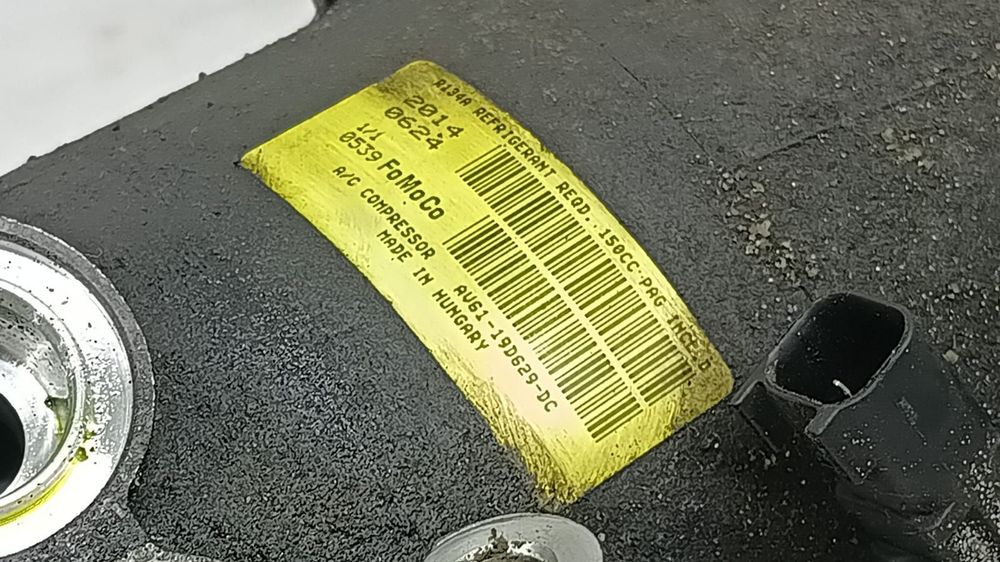 R134A REFRIGERANT REQD. 150CC-PAG
2014
0624
1/1
0539 FoMoCo
A/C COMPRESSOR AV61-19D629-DC
MADE IN HUNGARY